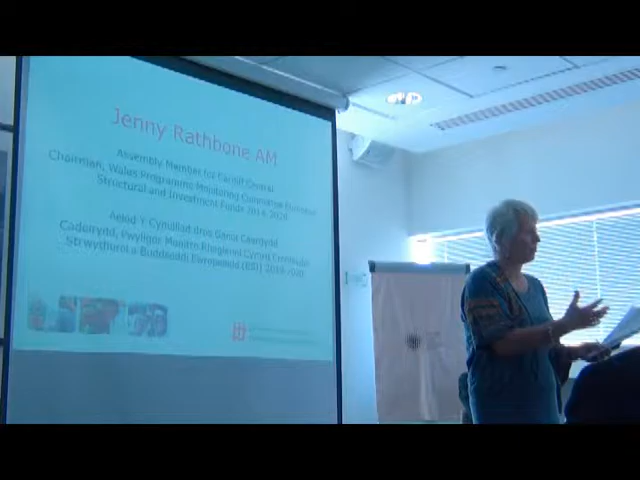 Jenny Rathbone AM
Assembly Member for Cardiff Central
Chairman, Wales Programme Monitoring Committee European
Structural and Investment Funds 2014-2020
Aelod Y Cynulliad dros Ganol Caerdydd
Cadeirydd, Pwyllgor Monitro Rhaglenni Cymru Cronfeydd
Strwythurol a Buddsoddi Ewropeaidd (ESI) 2014-2020